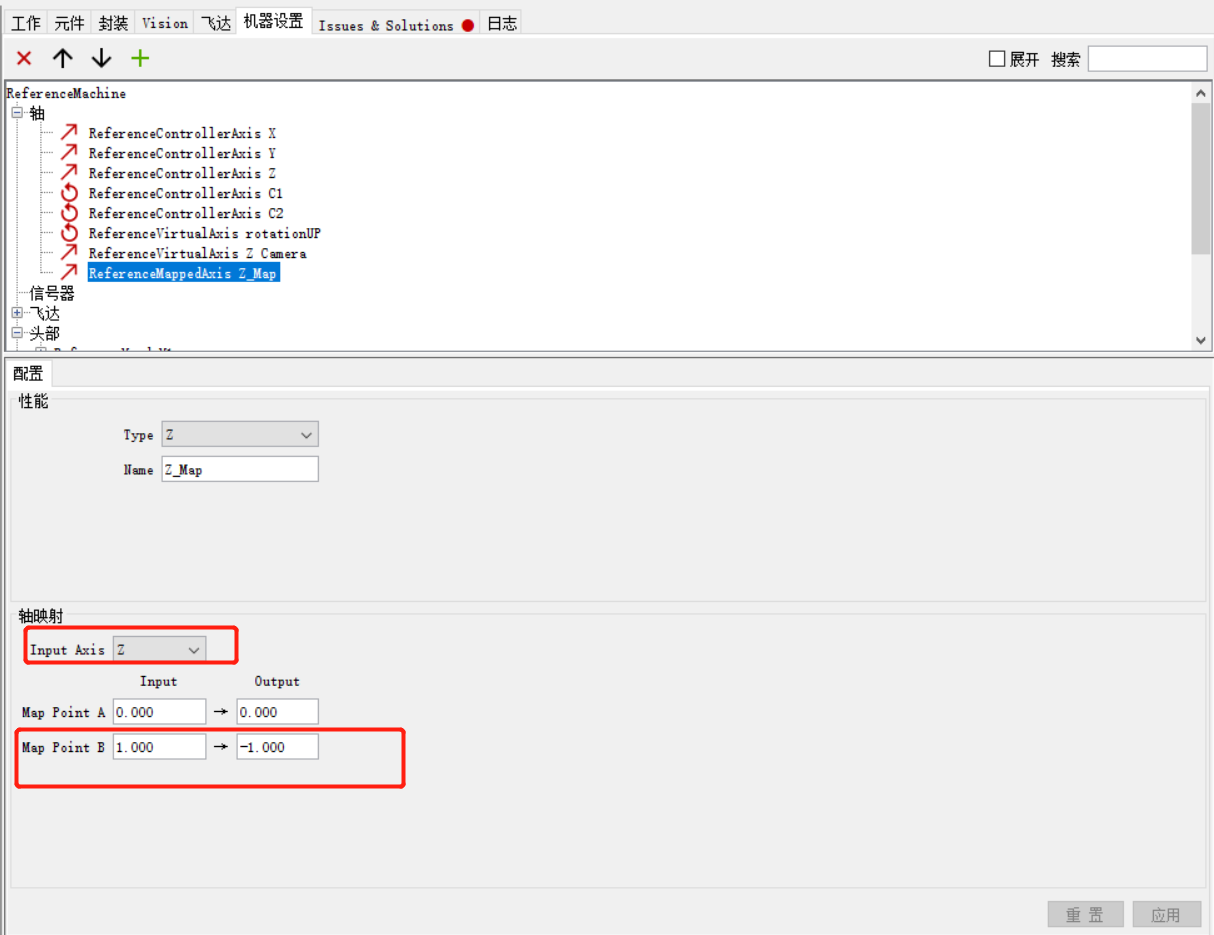 工作 元件 封装 Vision 飞达 机器设置 Issues & Solutions 日志
展开 搜索
ReferenceMachine
轴
ReferenceControllerAxis X
ReferenceControllerAxis Y
ReferenceControllerAxis Z
ReferenceControllerAxis C1
ReferenceControllerAxis C2
ReferenceVirtualAxis rotationUP
ReferenceVirtualAxis Z Camera
ReferenceMappedAxis Z_Map
信号器
飞达
头部
配置
性能
Type Z
Name Z_Map
轴映射
Input Axis Z
Input Output
Map Point A 0.000 → 0.000
Map Point B 1.000 → -1.000
重置 应用